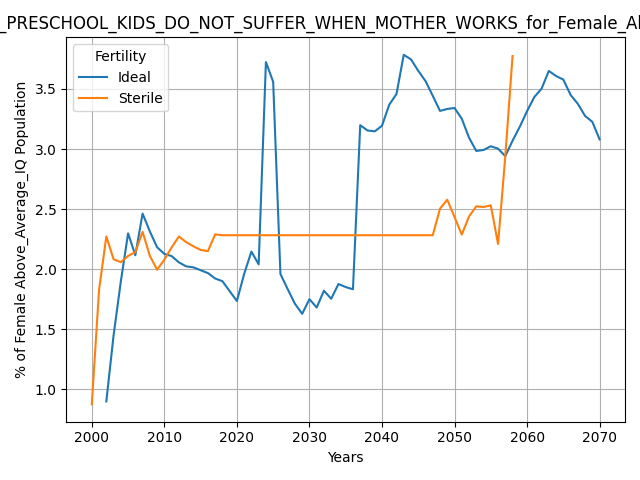 _PRESCHOOL_KIDS_DO_NOT_SUFFER_WHEN_MOTHER_WORKS_for_Female_A
Fertility
Ideal
Sterile
% of Female Above_Average_IQ Population
3.5
3.0
2.5
2.0
1.5
1.0
2000 2010 2020 2030 2040 2050 2060 2070
Years